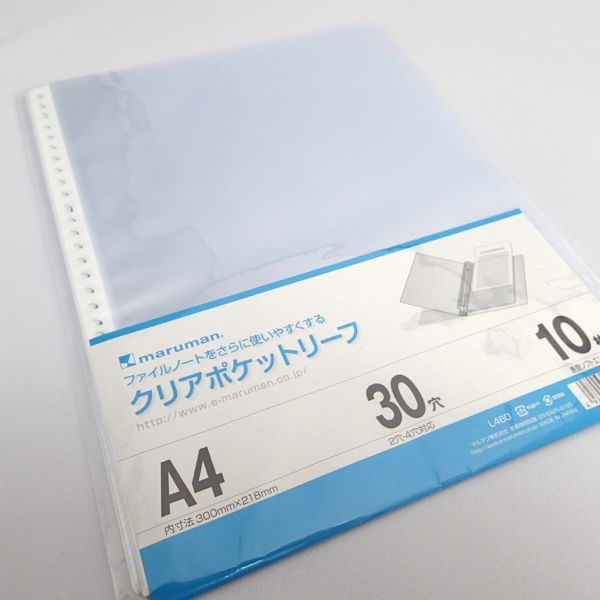 maruman®
ファイルノートをさらに使いやすくする
クリアポケットリーフ
http://www.e-maruman.co.jp/
A4
内寸法 300mm×218mm
30穴
2穴・4穴対応
10
L460
MADE IN JAPAN